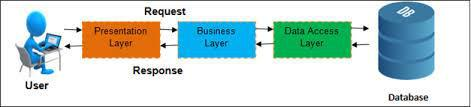 Request
Presentation
Layer
Business
Layer
Data Access
Layer
DB
User
Response
Database